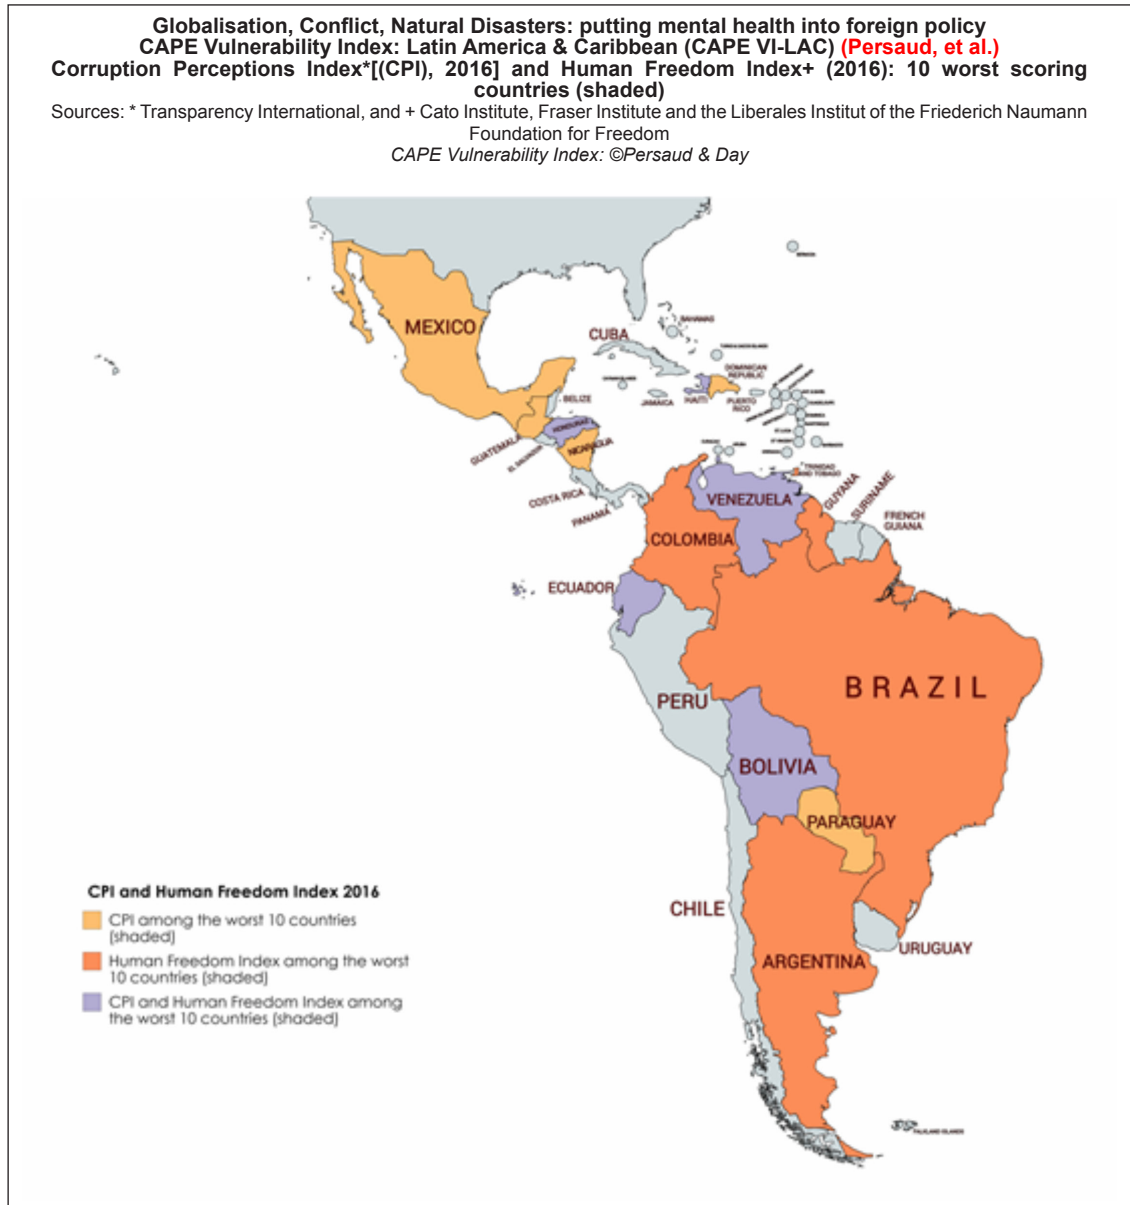 Globalisation, Conflict, Natural Disasters: putting mental health into foreign policy
CAPE Vulnerability Index: Latin America & Caribbean (CAPE VI-LAC) (Persaud, et al.)
Corruption Perceptions Index*[(CPI), 2016] and Human Freedom Index+ (2016): 10 worst scoring
countries (shaded)
Sources: * Transparency International, and + Cato Institute, Fraser Institute and the Liberales Institut of the Friederich Naumann
Foundation for Freedom
CAPE Vulnerability Index: ©Persaud & Day
BERMUDA
MEXICO
CUBA
BAHAMAS
TURKS & CAICOS ISLANDS
CAYMAN ISLANDS
DOMINICAN
REPUBLIC
BELIZE
JAMAICA
HAITI
PUERTO
RICO
HONDURAS
GUATEMALA
EL SALVADOR
NICARAGUA
COSTA RICA
PANAMA
TRINIDAD
AND TOBAGO
VENEZUELA
GUYANA
SURINAME
FRENCH
GUIANA
COLOMBIA
ECUADOR
BRAZIL
PERU
BOLIVIA
PARAGUAY
CHILE
URUGUAY
ARGENTINA
FALKLAND ISLANDS
CPI and Human Freedom Index 2016
CPI among the worst 10 countries
(shaded)
Human Freedom Index among the worst
10 countries (shaded)
CPI and Human Freedom Index among
the worst 10 countries (shaded)